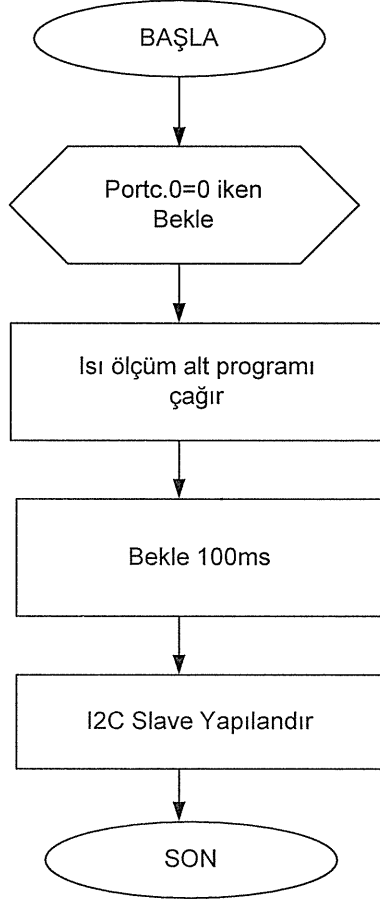 BAŞLA
Portc.0=0 iken
Bekle
Isı ölçüm alt programı
çağır
Bekle 100ms
I2C Slave Yapılandır
SON